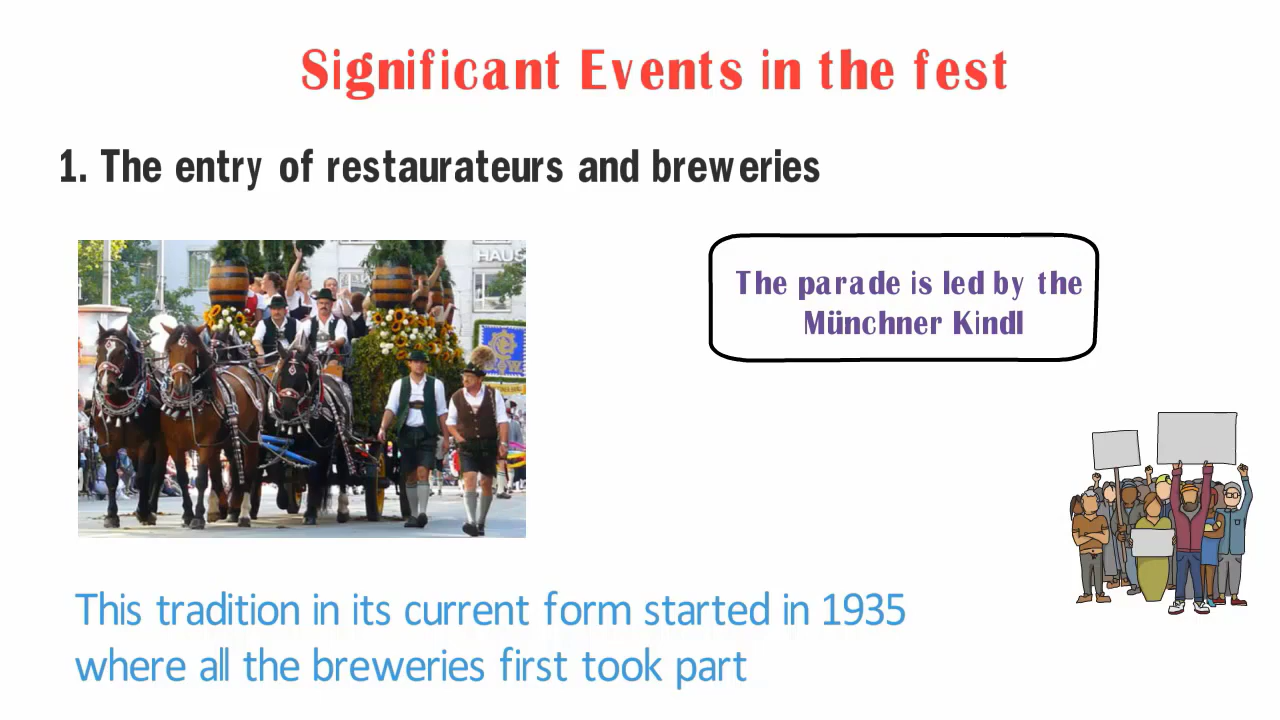 Significant Events in the fest
1. The entry of restaurateurs and breweries
HAUS
The parade is led by the
Münchner Kindl
This tradition in its current form started in 1935
where all the breweries first took part